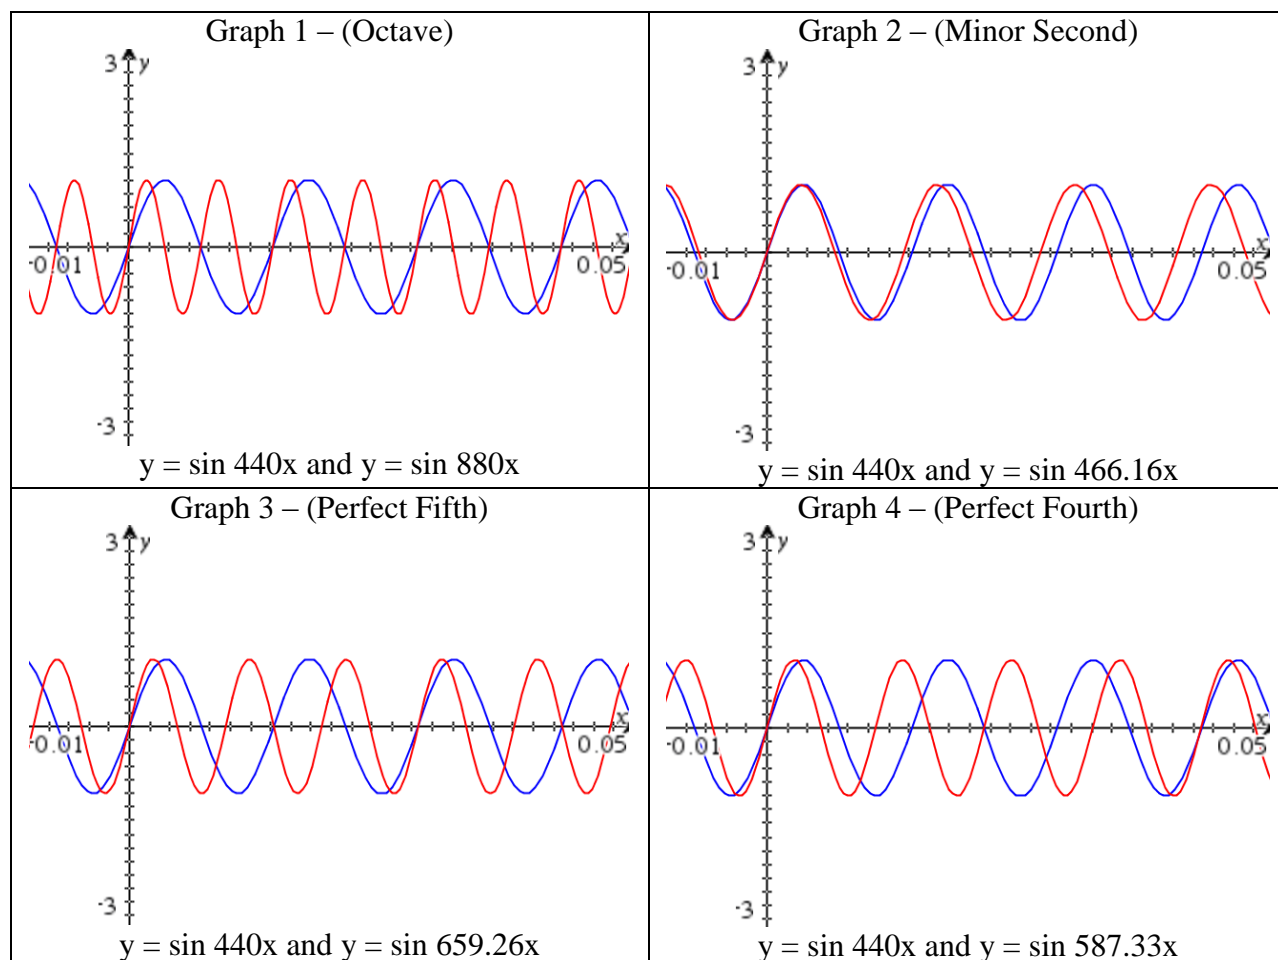 Graph 1 – (Octave)
3
y
x
-0.01
0.05
-3
y = sin 440x and y = sin 880x
Graph 2 – (Minor Second)
3
y
x
-0.01
0.05
-3
y = sin 440x and y = sin 466.16x
Graph 3 – (Perfect Fifth)
3
y
x
-0.01
0.05
-3
y = sin 440x and y = sin 659.26x
Graph 4 – (Perfect Fourth)
3
y
x
-0.01
0.05
-3
y = sin 440x and y = sin 587.33x